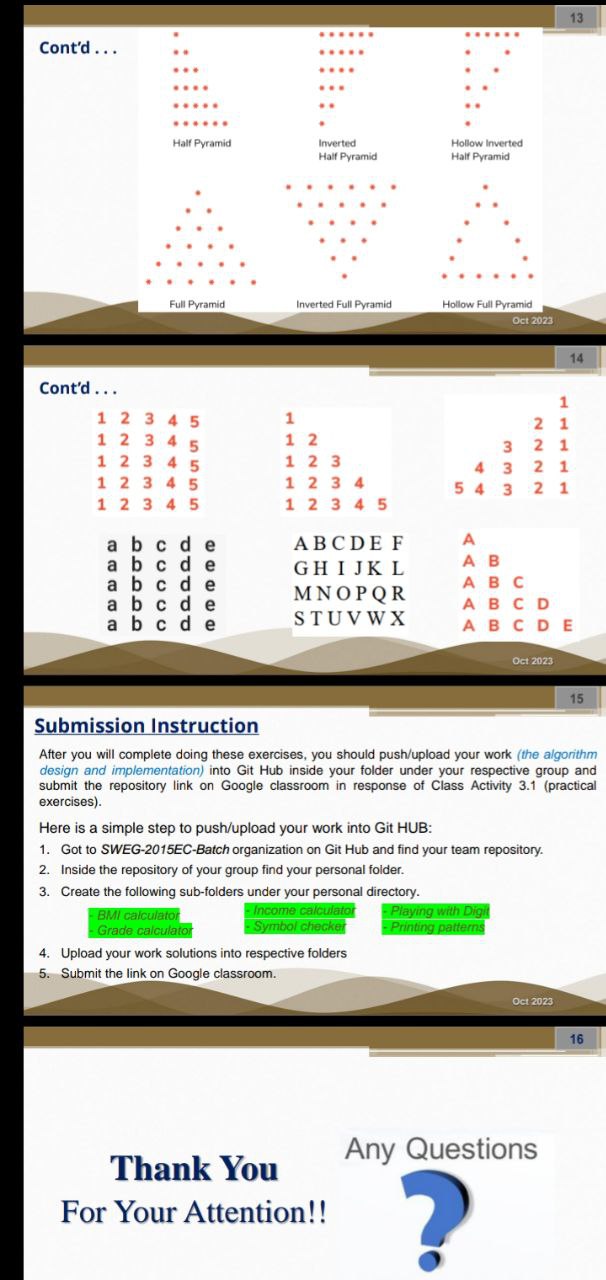 13
Cont'd . . .
Half Pyramid
Inverted
Half Pyramid
Hollow Inverted
Half Pyramid
Full Pyramid
Inverted Full Pyramid
Hollow Full Pyramid
Oct 2023
14
Cont'd . . .
1 2 3 4 5
1 2 3 4 5
1 2 3 4 5
1 2 3 4 5
1 2 3 4 5
1
1 2
1 2 3
1 2 3 4
1 2 3 4 5
1
2 1
3 2 1
4 3 2 1
5 4 3 2 1
a b c d e
a b c d e
a b c d e
a b c d e
a b c d e
A B C D E F
G H I J K L
M N O P Q R
S T U V W X
A
A B
A B C
A B C D
A B C D E
Oct 2023
15
Submission Instruction
After you will complete doing these exercises, you should push/upload your work (the algorithm
design and implementation) into Git Hub inside your folder under your respective group and
submit the repository link on Google classroom in response of Class Activity 3.1 (practical
exercises).
Here is a simple step to push/upload your work into Git HUB:
1. Got to SWEG-2015EC-Batch organization on Git Hub and find your team repository.
2. Inside the repository of your group find your personal folder.
3. Create the following sub-folders under your personal directory.
- BMI calculator
- Grade calculator
- Income calculator
- Symbol checker
- Playing with Digit
- Printing patterns
4. Upload your work solutions into respective folders
5. Submit the link on Google classroom.
Oct 2023
16
Thank You
For Your Attention!!
Any Questions
?